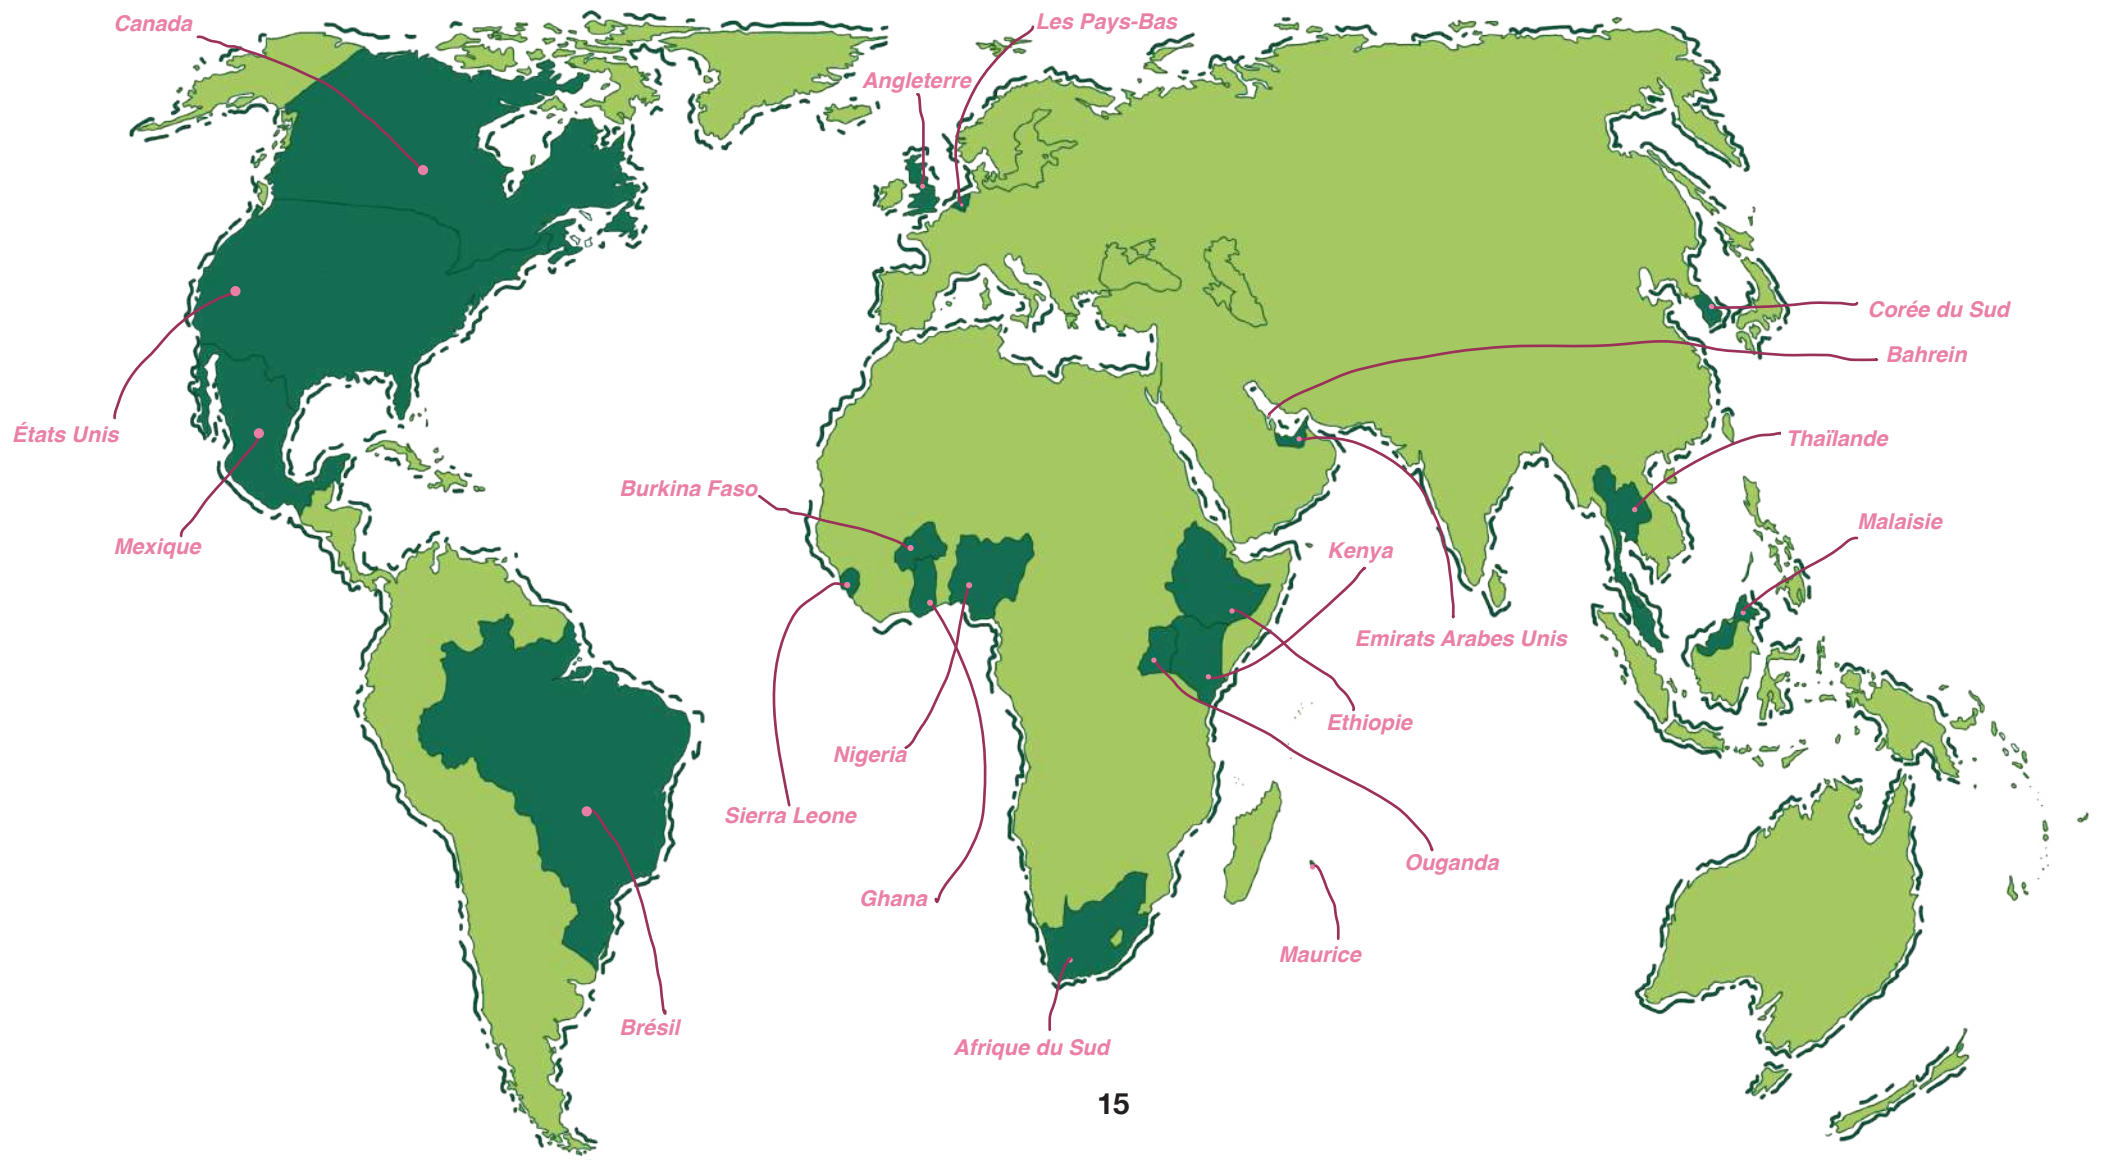 Canada
Les Pays-Bas
Angleterre
Corée du Sud
Bahrein
États Unis
Thaïlande
Burkina Faso
Malaisie
Mexique
Kenya
Emirats Arabes Unis
Ethiopie
Nigeria
Sierra Leone
Ouganda
Ghana
Maurice
Brésil
Afrique du Sud
15